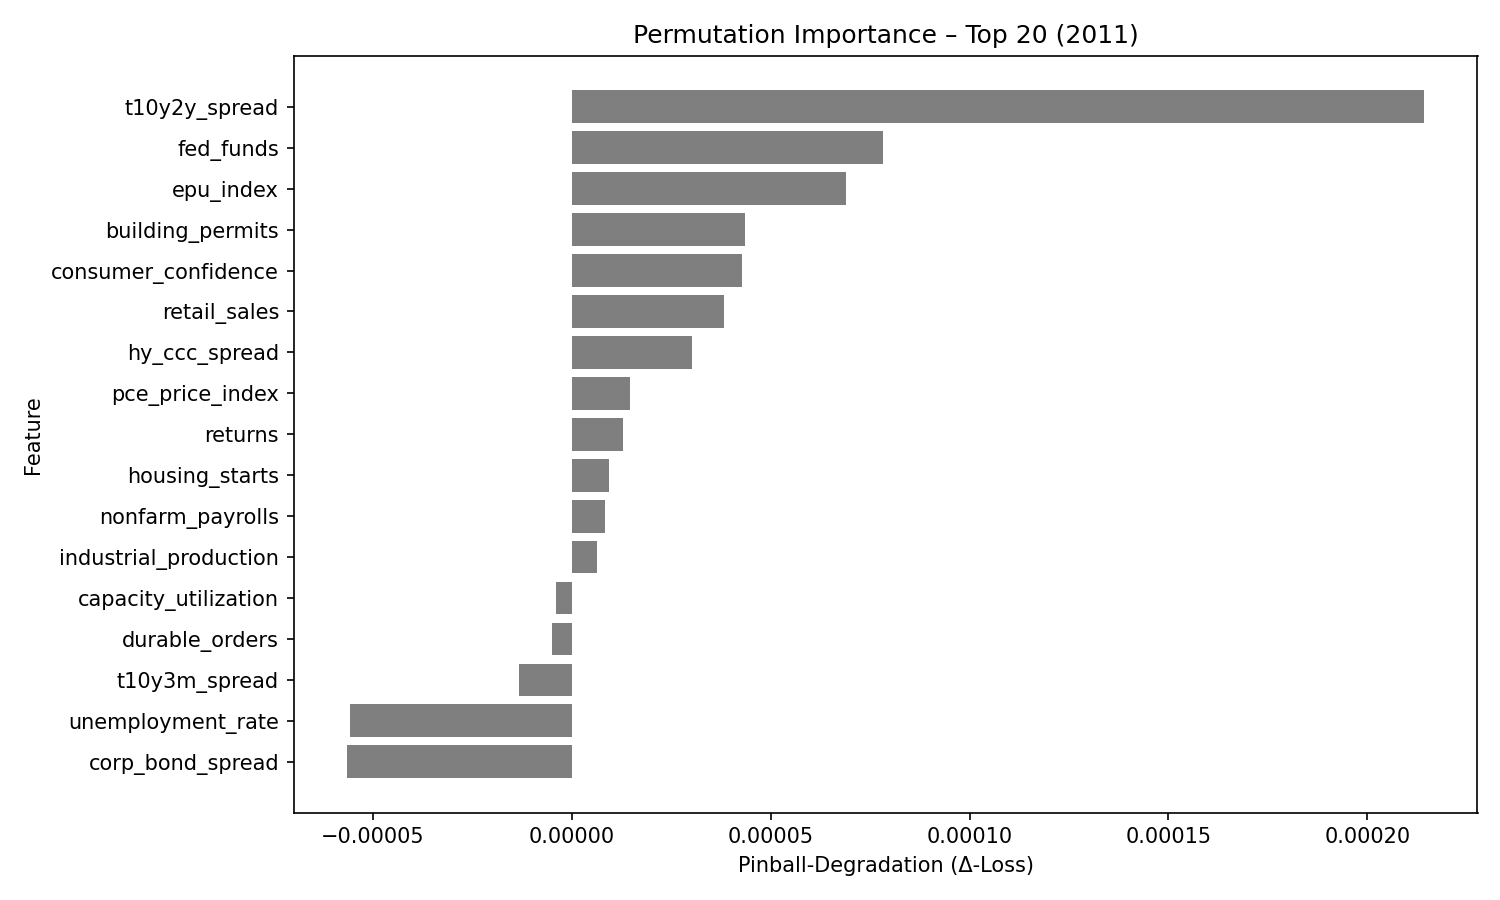 Permutation Importance – Top 20 (2011)
t10y2y_spread
fed_funds
epu_index
building_permits
consumer_confidence
retail_sales
hy_ccc_spread
pce_price_index
returns
housing_starts
nonfarm_payrolls
industrial_production
capacity_utilization
durable_orders
t10y3m_spread
unemployment_rate
corp_bond_spread
Feature
−0.00005
0.00000
0.00005
0.00010
0.00015
0.00020
Pinball-Degradation (Δ-Loss)